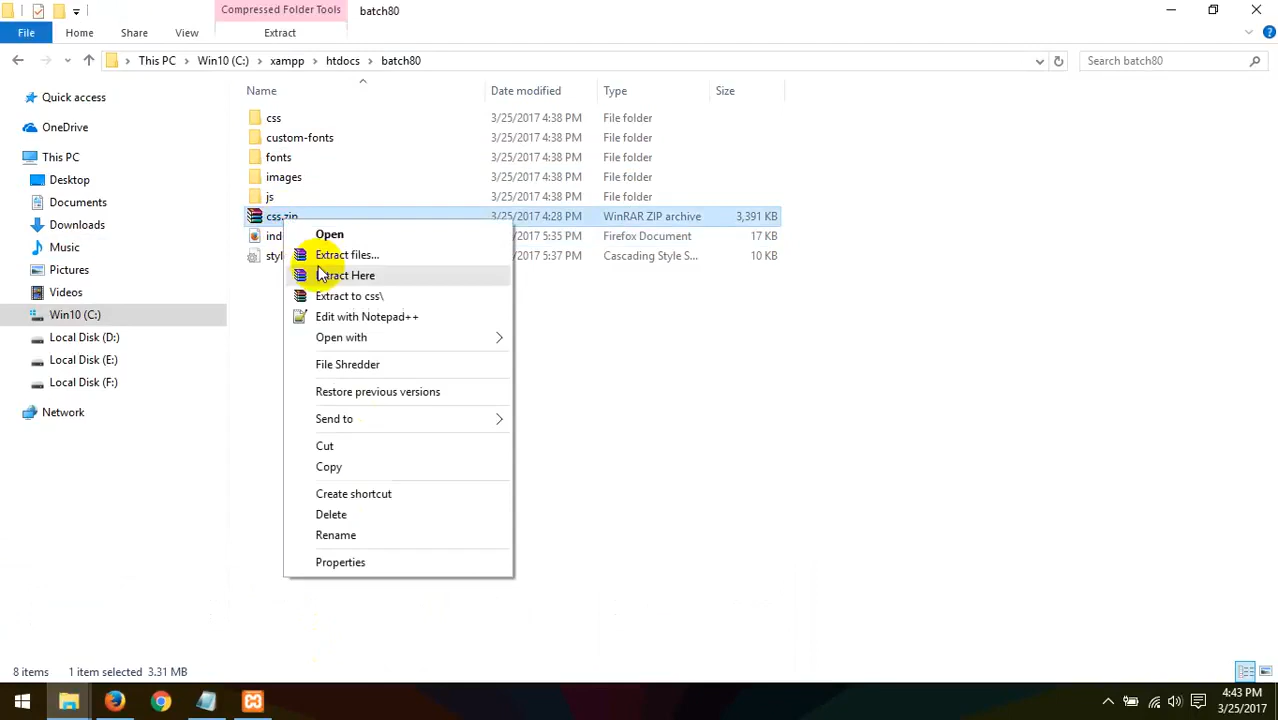 Compressed Folder Tools
batch80
File
Home
Share
View
Extract
This PC
Win10 (C:)
xampp
htdocs
batch80
Search batch80
Name
Date modified
Type
Size
Quick access
OneDrive
This PC
Desktop
Documents
Downloads
Music
Pictures
Videos
Win10 (C:)
Local Disk (D:)
Local Disk (E:)
Local Disk (F:)
Network
css 3/25/2017 4:38 PM File folder
custom-fonts 3/25/2017 4:38 PM File folder
fonts 3/25/2017 4:38 PM File folder
images 3/25/2017 4:38 PM File folder
js 3/25/2017 4:38 PM File folder
css.zip 3/25/2017 4:28 PM WinRAR ZIP archive 3,391 KB
5:35 PM Firefox Document 17 KB
5:37 PM Cascading Style S... 10 KB
Open
Extract files...
Extract Here
Extract to css\
Edit with Notepad++
Open with
File Shredder
Restore previous versions
Send to
Cut
Copy
Create shortcut
Delete
Rename
Properties
8 items 1 item selected 3.31 MB
4:43 PM
3/25/2017